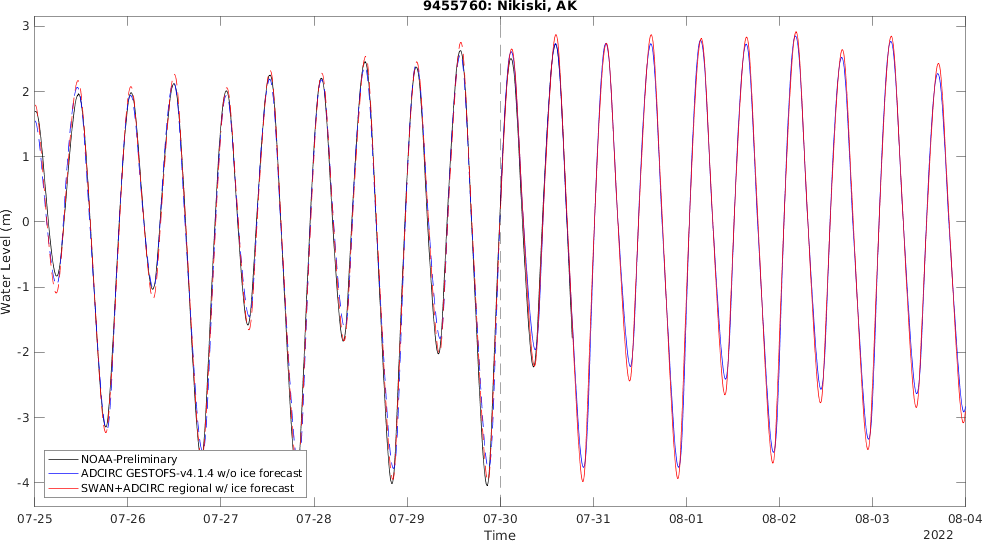 9455760: Nikiski, AK
3
2
1
0
-1
-2
-3
-4
Water Level (m)
NOAA-Preliminary
ADCIRC GESTOFS-v4.1.4 w/o ice forecast
SWAN+ADCIRC regional w/ ice forecast
07-25 07-26 07-27 07-28 07-29 07-30 07-31 08-01 08-02 08-03 08-04
Time
2022